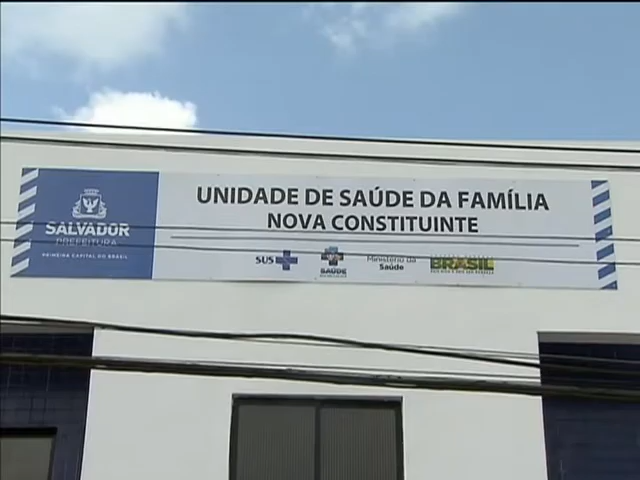 UNIDADE DE SAÚDE DA FAMÍLIA
NOVA CONSTITUINTE
SALVADOR
PREFEITURA
PRIMEIRA CAPITAL DO BRASIL
SUS
SAÚDE
Ministério da
Saúde
BRASIL